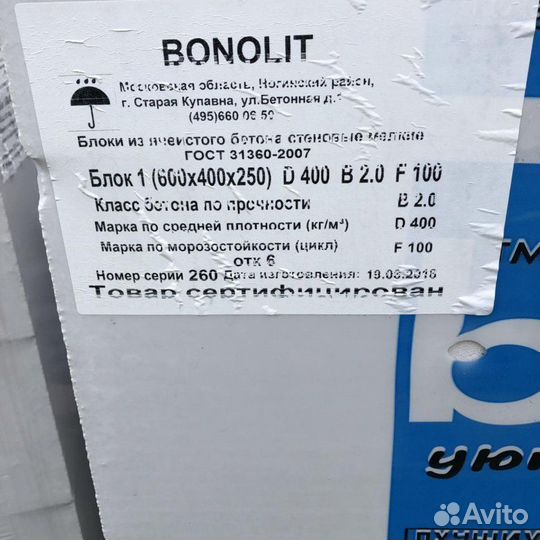 BONOLIT
Московская область, Ногинский район,
г. Старая Купавна, ул.Бетонная д.1
(495)660 06 50
Блоки из ячеистого бетона стеновые мелкие
ГОСТ 31360-2007
Блок 1 (600х400х250) D 400 B 2.0 F 100
Класс бетона по прочности B 2.0
Марка по средней плотности (кг/м³) D 400
Марка по морозостойкости (цикл) F 100
отк 6
Номер серии 260 Дата изготовления: 19.06.2018
Товар сертифицирован
Avito